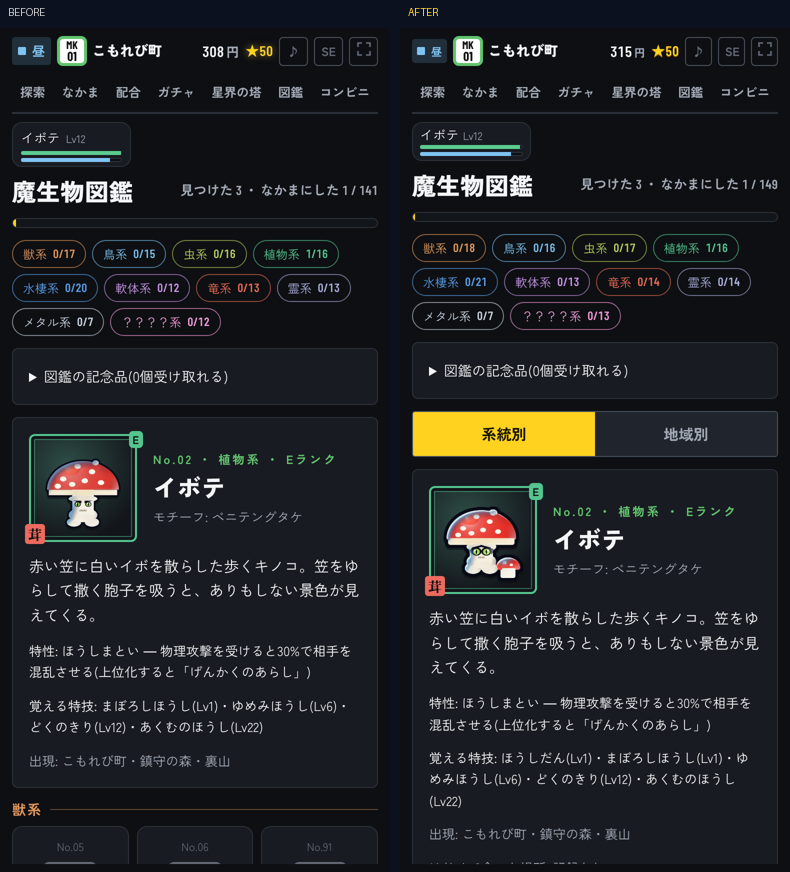 BEFORE
昼 MK 01 こもれび町 308円 ★50 ♪ SE
探索 なかま 配合 ガチャ 星界の塔 図鑑 コンビニ
イボテ Lv12
魔生物図鑑 見つけた 3 ・ なかまにした 1 / 141
獣系 0/17 鳥系 0/15 虫系 0/16 植物系 1/16
水棲系 0/20 軟体系 0/12 竜系 0/13 霊系 0/13
メタル系 0/7 ????系 0/12
▶ 図鑑の記念品(0個受け取れる)
E
No.02 ・ 植物系 ・ Eランク
イボテ
モチーフ: ベニテングタケ
茸
赤い笠に白いイボを散らした歩くキノコ。笠をゆ
らして撒く胞子を吸うと、ありもしない景色が見
えてくる。
特性: ほうしまとい — 物理攻撃を受けると30%で相手を
混乱させる(上位化すると「げんかくのあらし」)
覚える特技: まぼろしほうし(Lv1)・ゆめみほうし(Lv6)・
どくのきり(Lv12)・あくむのほうし(Lv22)
出現: こもれび町・鎮守の森・裏山
獣系
No.05 No.06 No.91
AFTER
昼 MK 01 こもれび町 315円 ★50 ♪ SE
探索 なかま 配合 ガチャ 星界の塔 図鑑 コンビニ
イボテ Lv12
魔生物図鑑 見つけた 3 ・ なかまにした 1 / 149
獣系 0/18 鳥系 0/16 虫系 0/17 植物系 1/16
水棲系 0/21 軟体系 0/13 竜系 0/14 霊系 0/14
メタル系 0/7 ????系 0/13
▶ 図鑑の記念品(0個受け取れる)
系統別 地域別
E
No.02 ・ 植物系 ・ Eランク
イボテ
モチーフ: ベニテングタケ
茸
赤い笠に白いイボを散らした歩くキノコ。笠をゆ
らして撒く胞子を吸うと、ありもしない景色が見
えてくる。
特性: ほうしまとい — 物理攻撃を受けると30%で相手を
混乱させる(上位化すると「げんかくのあらし」)
覚える特技: ほうしだん(Lv1)・まぼろしほうし(Lv1)・ゆ
めみほうし(Lv6)・どくのきり(Lv12)・あくむのほうし
(Lv22)
出現: こもれび町・鎮守の森・裏山